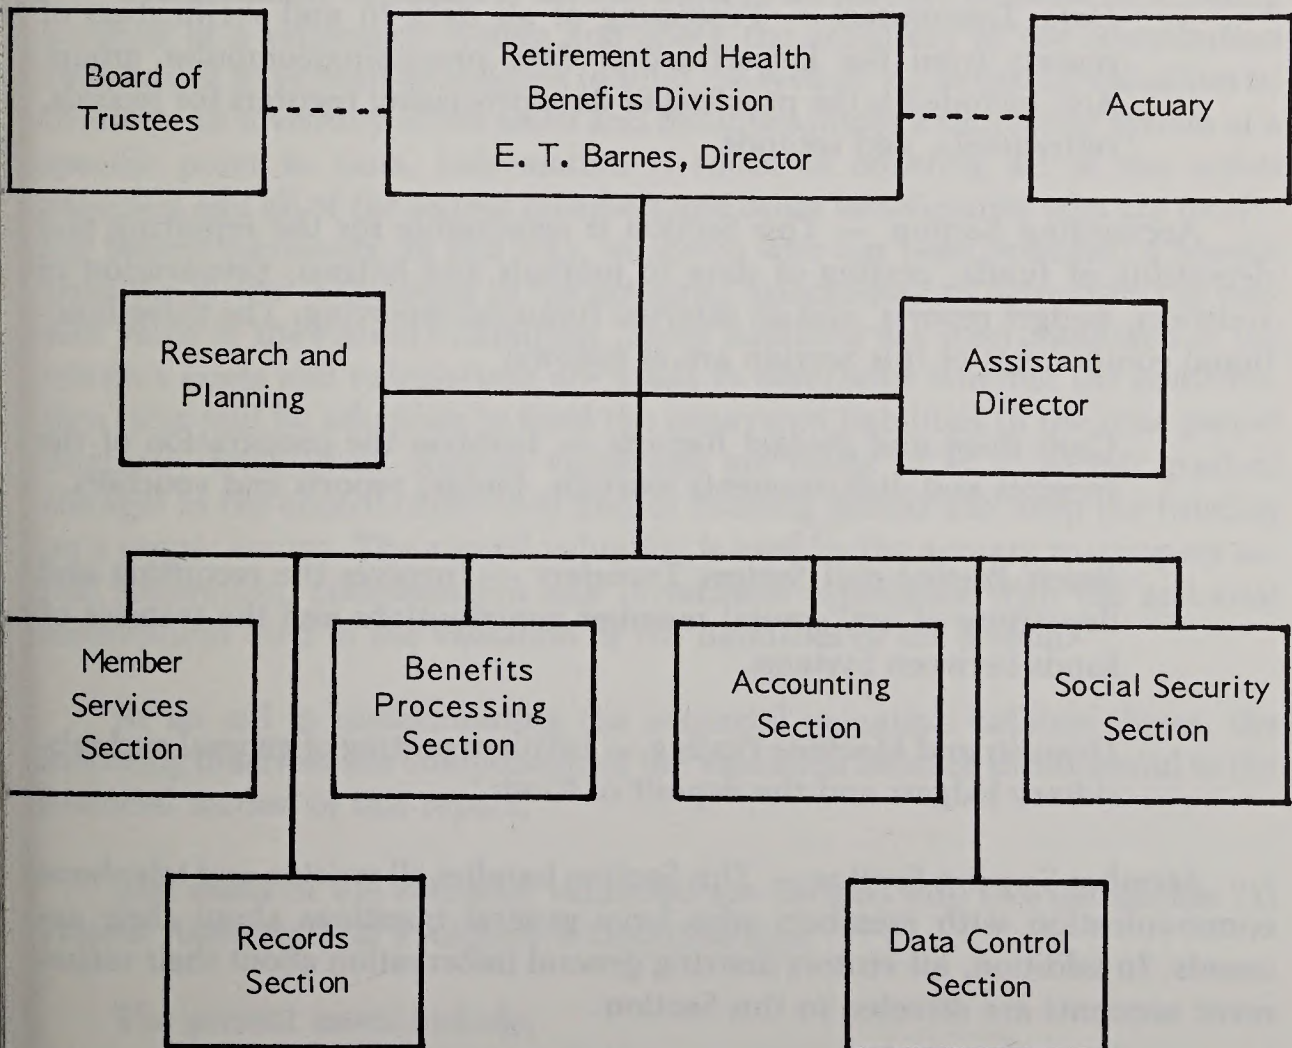 Board of
Trustees
Retirement and Health
Benefits Division
E. T. Barnes, Director
Actuary
Research and
Planning
Assistant
Director
Member
Services
Section
Benefits
Processing
Section
Accounting
Section
Social Security
Section
Records
Section
Data Control
Section